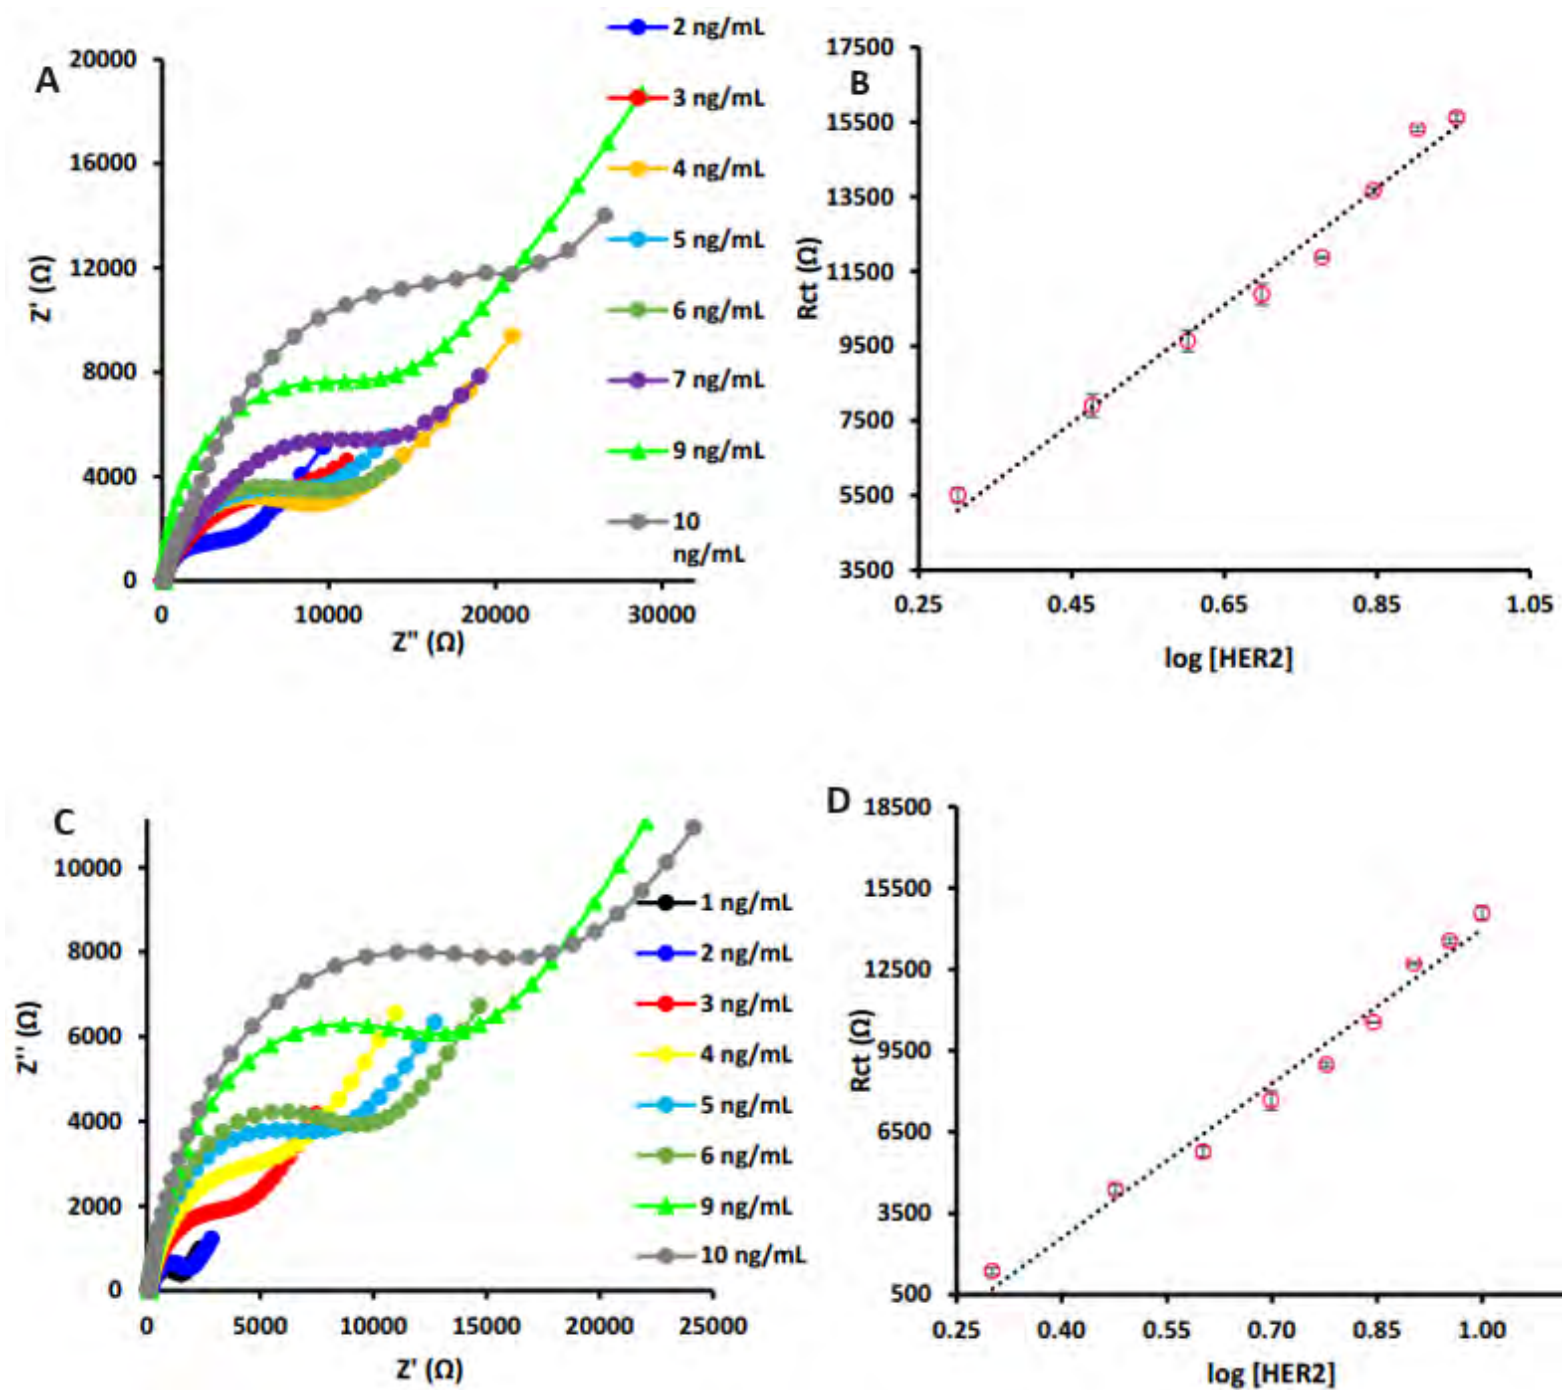 A
20000
16000
12000
8000
4000
0
Z' (Ω)
0
10000
20000
30000
Z" (Ω)
2 ng/mL
3 ng/mL
4 ng/mL
5 ng/mL
6 ng/mL
7 ng/mL
9 ng/mL
10
ng/mL
B
17500
15500
13500
11500
9500
7500
5500
3500
Rct (Ω)
0.25
0.45
0.65
0.85
1.05
log [HER2]
C
10000
8000
6000
4000
2000
0
Z'' (Ω)
0
5000
10000
15000
20000
25000
Z' (Ω)
1 ng/mL
2 ng/mL
3 ng/mL
4 ng/mL
5 ng/mL
6 ng/mL
9 ng/mL
10 ng/mL
D
18500
15500
12500
9500
6500
3500
500
Rct (Ω)
0.25
0.40
0.55
0.70
0.85
1.00
log [HER2]